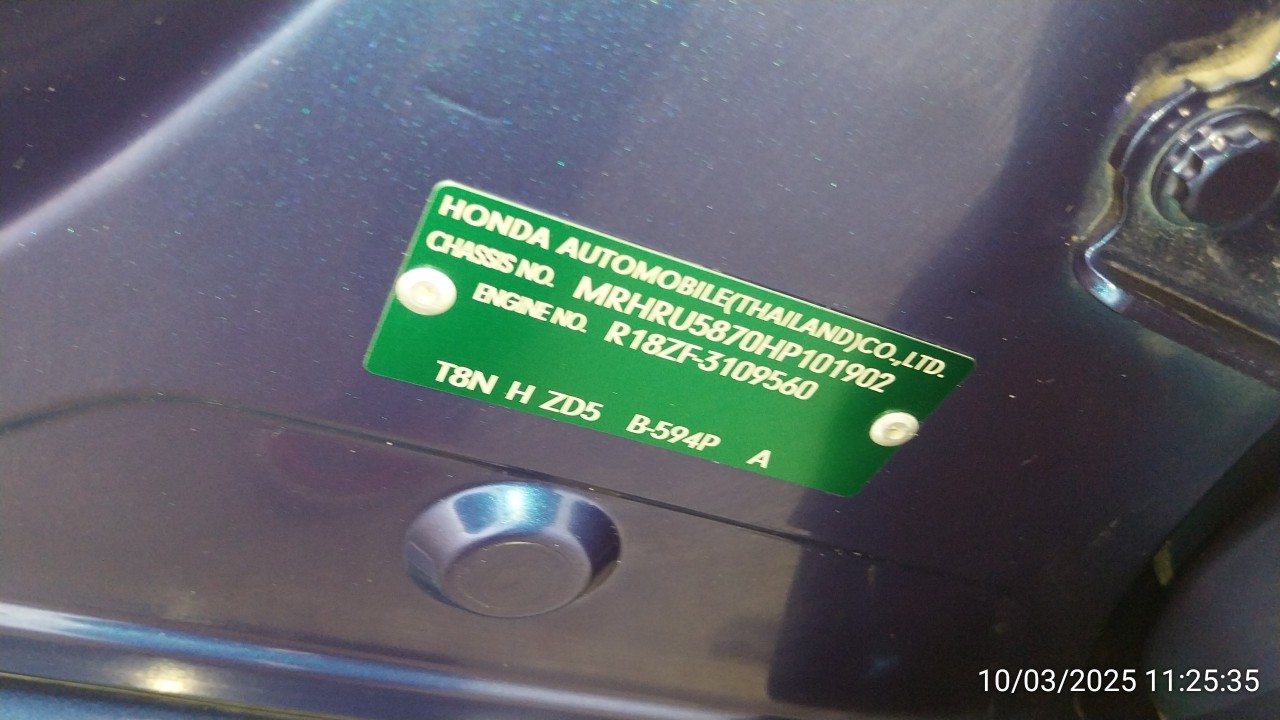 HONDA AUTOMOBILE(THAILAND)CO.,LTD.
CHASSIS NO. MRHRU5870HP101902
ENGINE NO. R18ZF-3109560
T8N H ZD5 B-594P A
10/03/2025 11:25:35